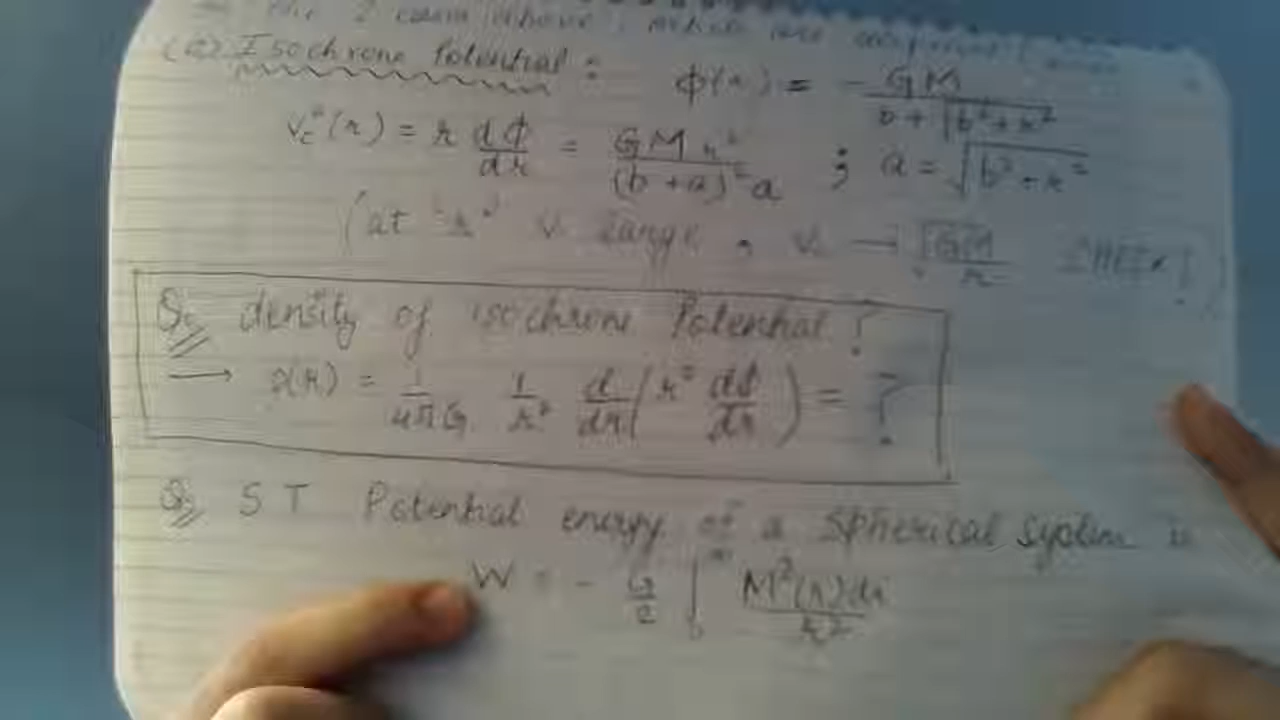 (a) Isochrone Potential : ϕ(r) = - GM / b + √b²+r²
v_c²(r) = r dϕ/dr = GM r² / (b + a)² a ; a = √b² + r²
(at "r" v. large , v_c → √GM/r CHECK!)
Q: density of isochrone Potential ?
→ ρ(r) = 1/4πG 1/r² d/dr (r² dϕ/dr) = ?
Q: S T Potential energy of a spherical system is
W = - G/2 ∫₀^∞ M²(r)dr / r²